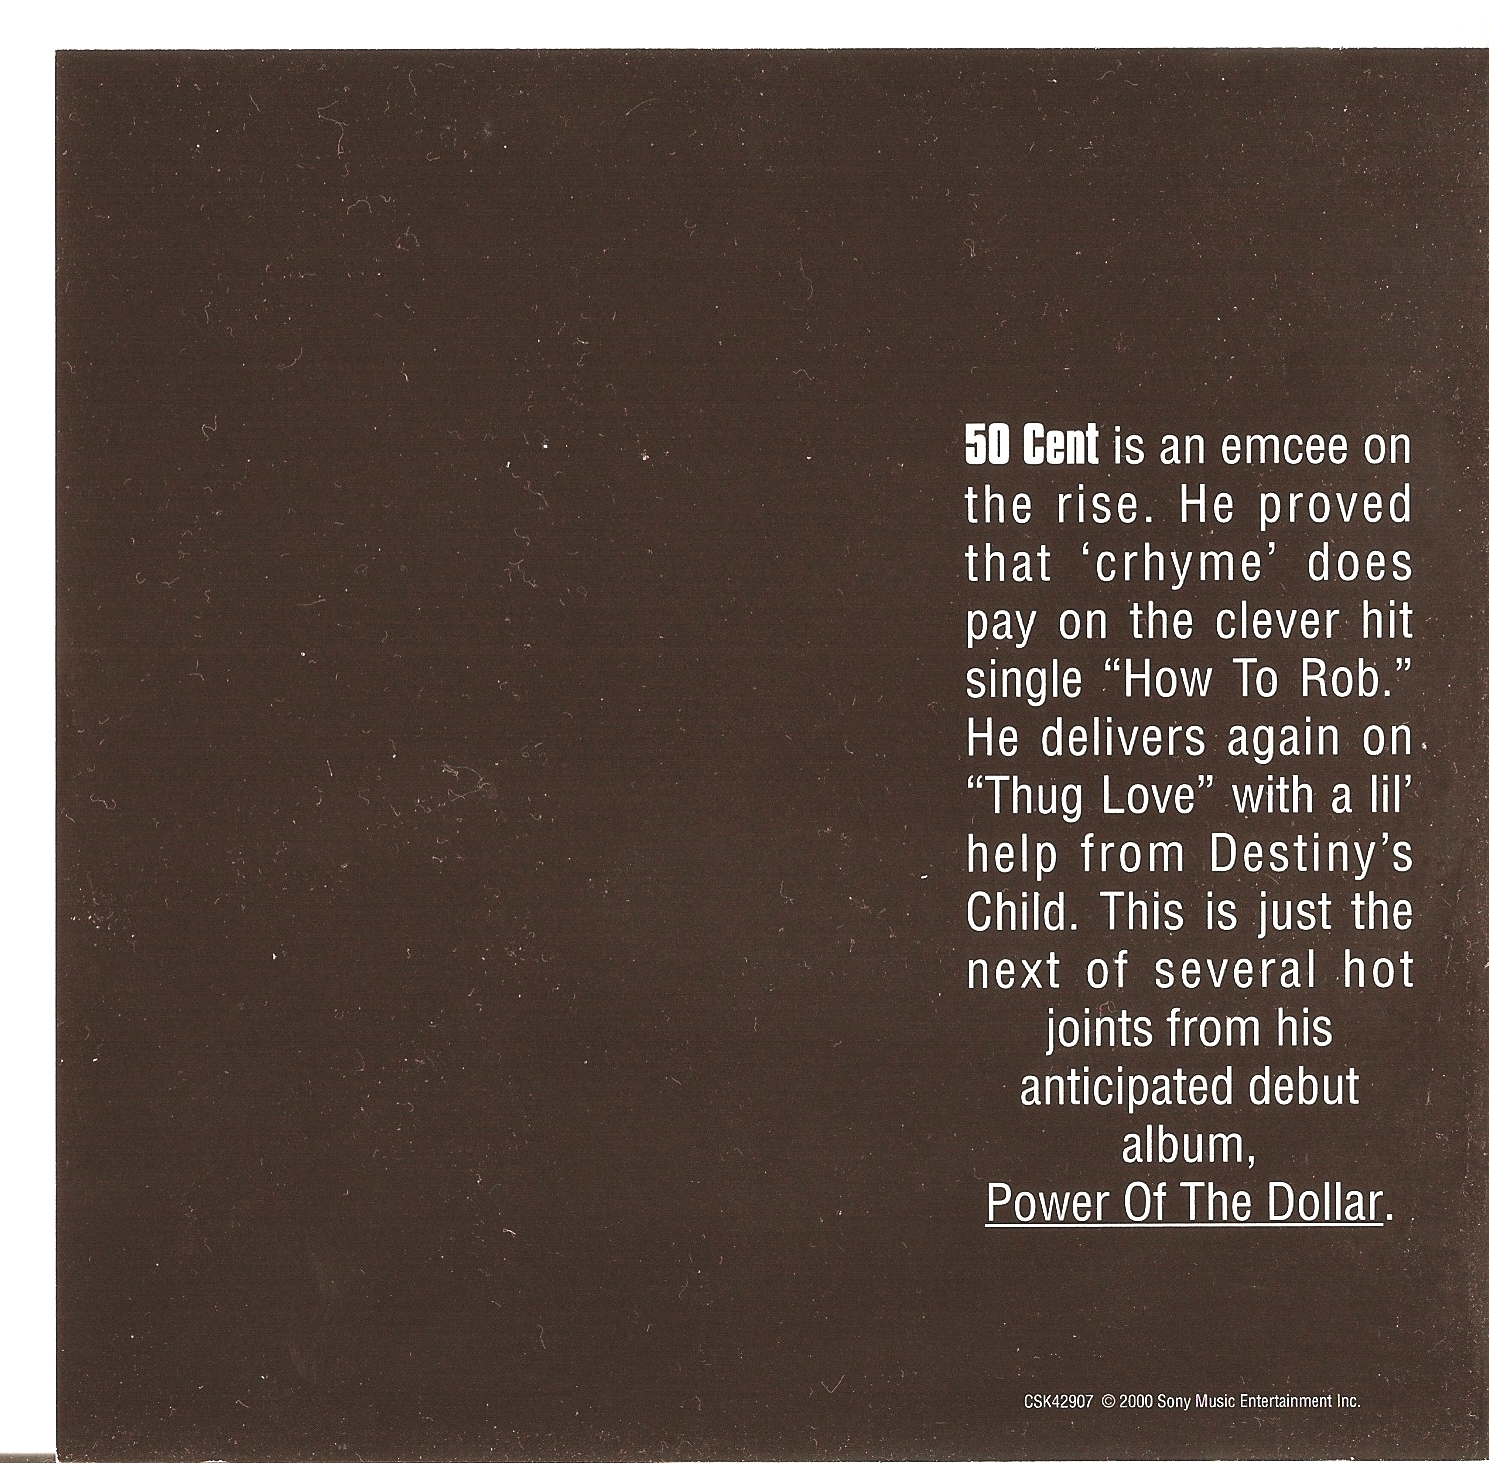 50 Cent is an emcee on
the rise. He proved
that ‘crhyme’ does
pay on the clever hit
single “How To Rob.”
He delivers again on
“Thug Love” with a lil’
help from Destiny’s
Child. This is just the
next of several hot
joints from his
anticipated debut
album,
Power Of The Dollar.
CSK42907 © 2000 Sony Music Entertainment Inc.